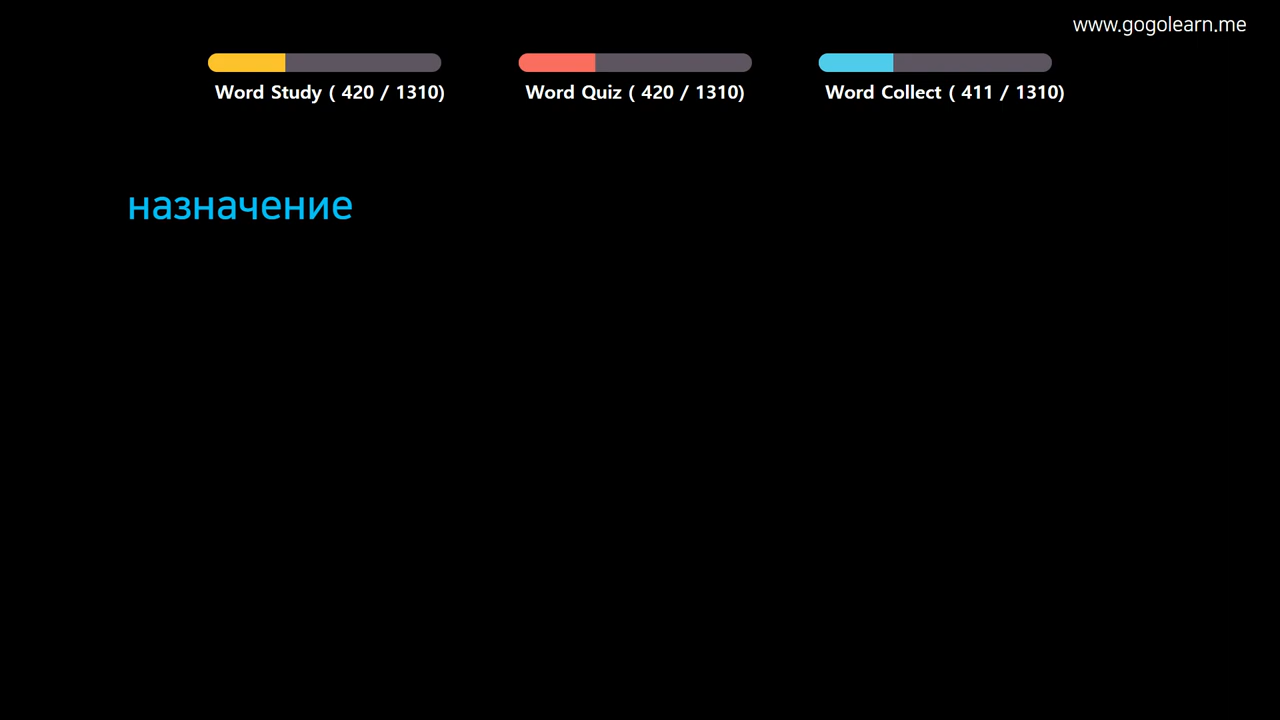 www.gogolearn.me
Word Study ( 420 / 1310)
Word Quiz ( 420 / 1310)
Word Collect ( 411 / 1310)
назначение